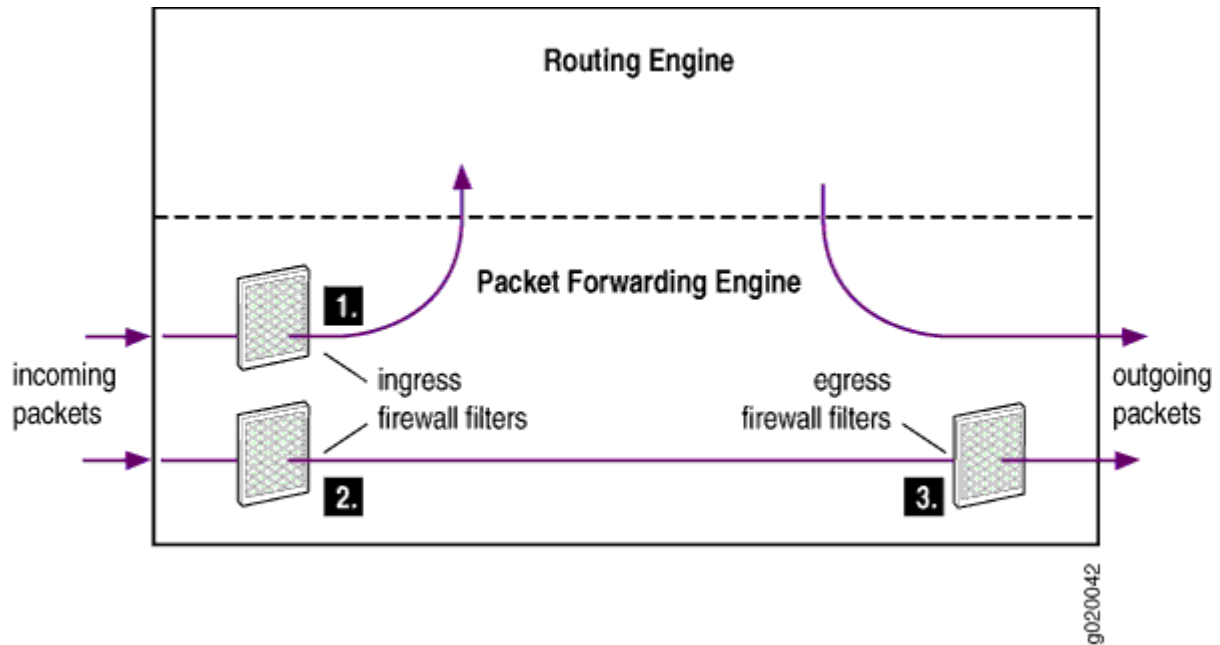 Routing Engine
Packet Forwarding Engine
1.
incoming
packets
ingress
firewall filters
egress
firewall filters
outgoing
packets
2.
3.
g020042